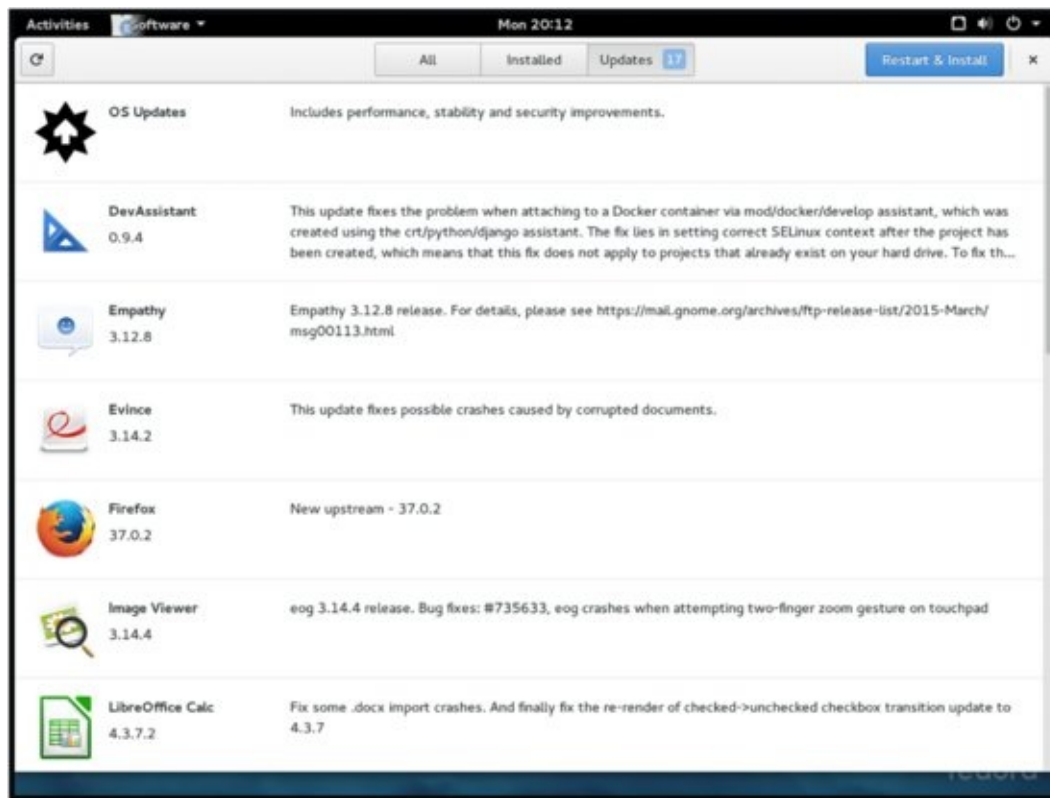 Activities Software Mon 20:12
All Installed Updates 17 Restart & Install
OS Updates Includes performance, stability and security improvements.
DevAssistant
0.9.4
This update fixes the problem when attaching to a Docker container via mod/docker/develop assistant, which was
created using the crt/python/django assistant. The fix lies in setting correct SELinux context after the project has
been created, which means that this fix does not apply to projects that already exist on your hard drive. To fix th...
Empathy
3.12.8
Empathy 3.12.8 release. For details, please see https://mail.gnome.org/archives/ftp-release-list/2015-March/
msg00113.html
Evince
3.14.2
This update fixes possible crashes caused by corrupted documents.
Firefox
37.0.2
New upstream - 37.0.2
Image Viewer
3.14.4
eog 3.14.4 release. Bug fixes: #735633, eog crashes when attempting two-finger zoom gesture on touchpad
LibreOffice Calc
4.3.7.2
Fix some .docx import crashes. And finally fix the re-render of checked->unchecked checkbox transition update to
4.3.7
fedora